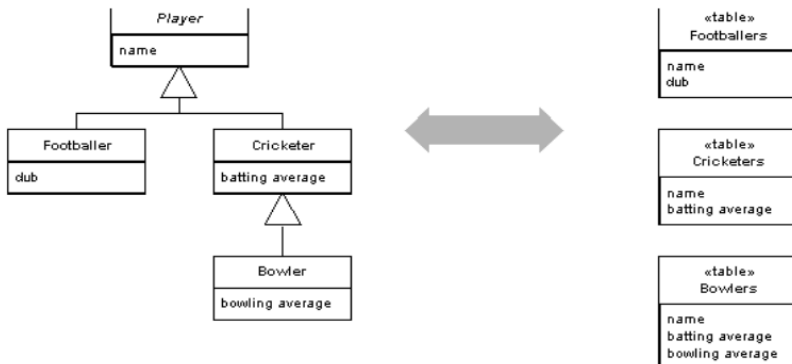 Player
name
Footballer
club
Cricketer
batting average
Bowler
bowling average
«table»
Footballers
name
club
«table»
Cricketers
name
batting average
«table»
Bowlers
name
batting average
bowling average